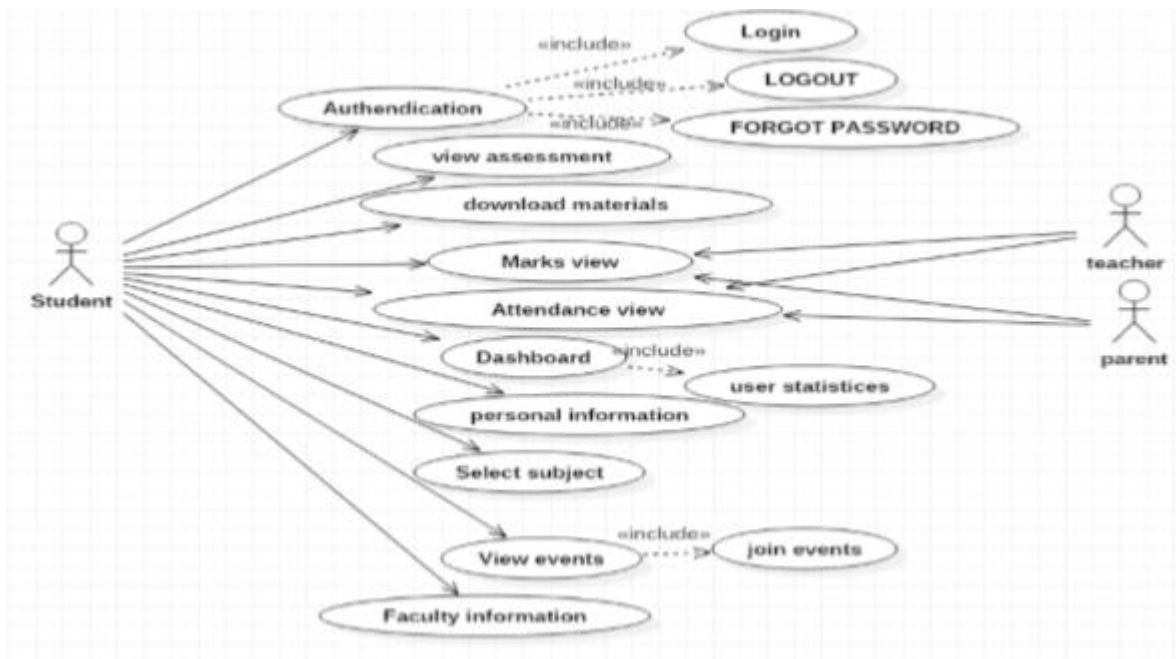 Login
«include»
LOGOUT
«include»
Authendication
«include»
FORGOT PASSWORD
view assessment
download materials
Marks view
teacher
Student
Attendance view
Dashboard
«include»
parent
user statistices
personal information
Select subject
«include»
View events
join events
Faculty information